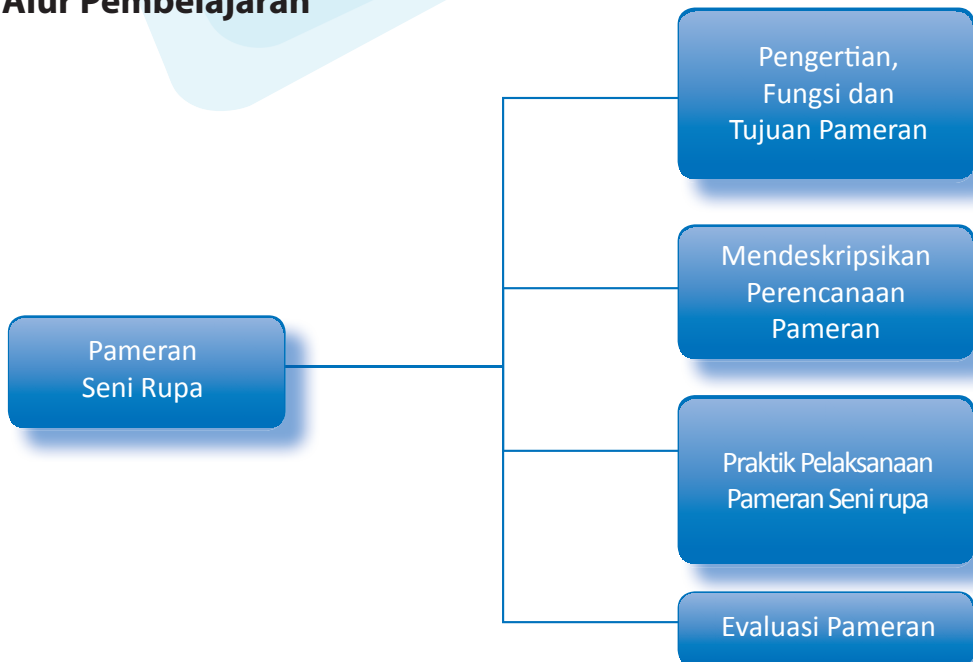 Alur Pembelajaran
Pengertian,
Fungsi dan
Tujuan Pameran
Mendeskripsikan
Perencanaan
Pameran
Pameran
Seni Rupa
Praktik Pelaksanaan
Pameran Seni rupa
Evaluasi Pameran